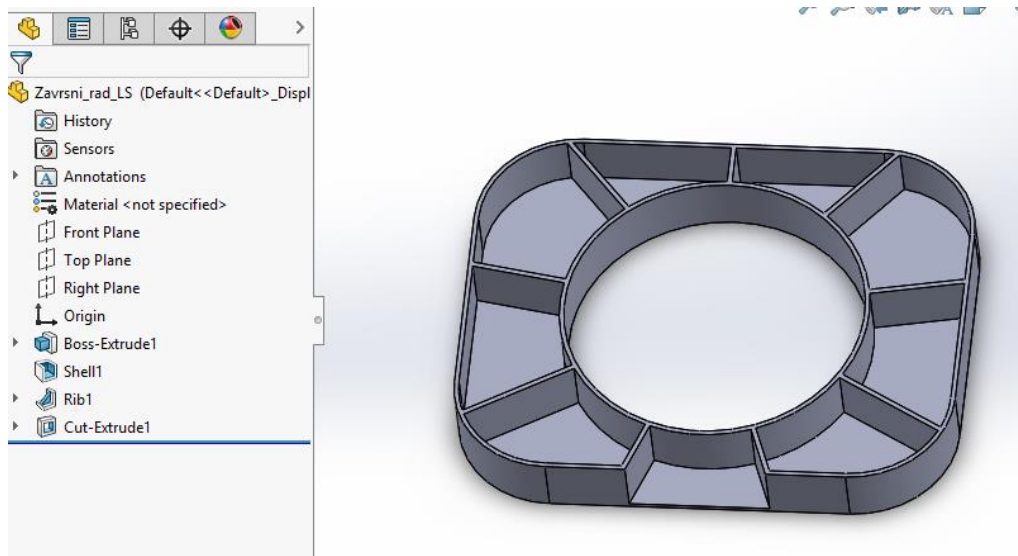 Zavrsni_rad_LS (Default<<Default>_Displ
History
Sensors
A Annotations
Material <not specified>
Front Plane
Top Plane
Right Plane
Origin
Boss-Extrude1
Shell1
Rib1
Cut-Extrude1